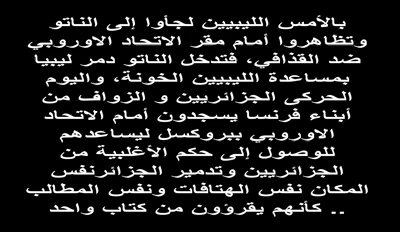 بالأمس الليبيين لجأوا إلى الناتو
وتظاهروا أمام مقر الاتحاد الاوروبي
ضد القذافي، فتدخل الناتو دمر ليبيا
بمساعدة الليبيين الخونة، واليوم
الحركى الجزائريين و الزواف من
أبناء فرنسا يسجدون أمام الاتحاد
الاوروبي ببروكسل ليساعدهم
للوصول إلى حكم الأغلبية من
الجزائريين وتدمير الجزائرنفس
المكان نفس الهتافات ونفس المطالب
.. كأنهم يقرؤون من كتاب واحد